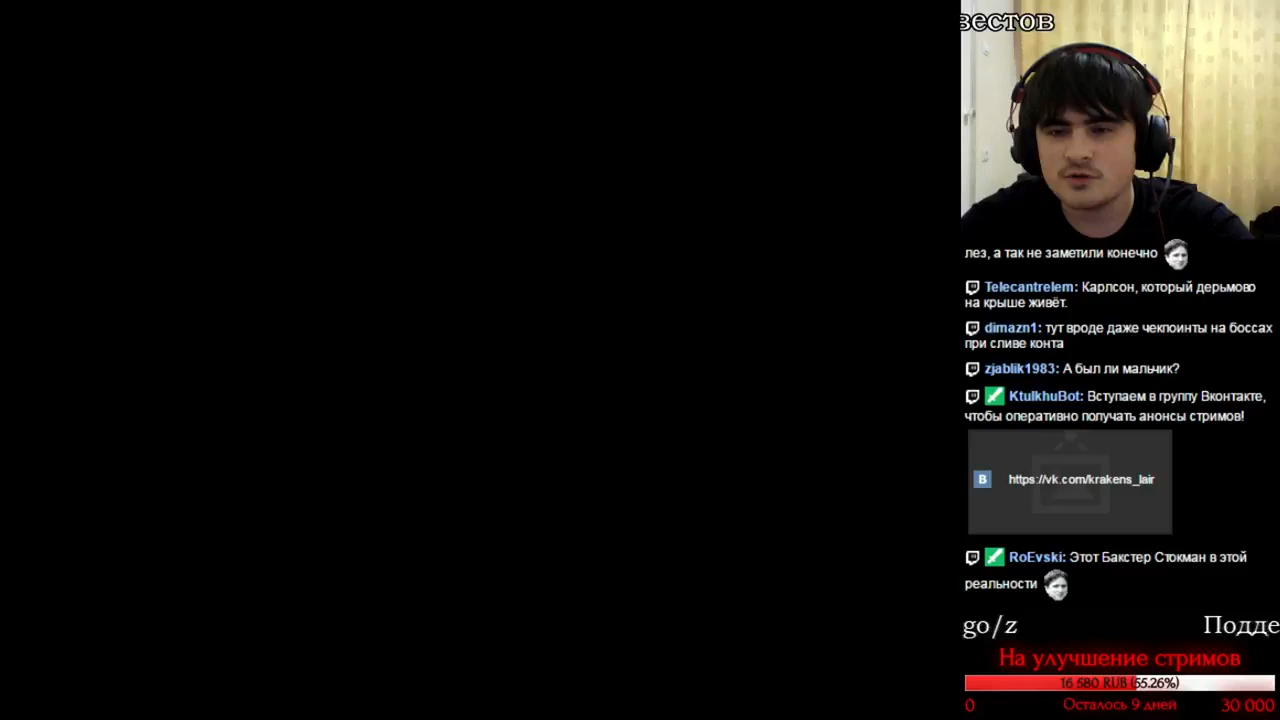 вестов
лез, а так не заметили конечно
Telecantrelem: Карлсон, который дерьмово
на крыше живёт.
dimazn1: тут вроде даже чекпоинты на боссах
при сливе конта
zjablik1983: А был ли мальчик?
KtulkhuBot: Вступаем в группу Вконтакте,
чтобы оперативно получать анонсы стримов!
B https://vk.com/krakens_lair
RoEvski: Этот Бакстер Стокман в этой
реальности
go/z Подде
На улучшение стримов
16 580 RUB (55.26%)
0 Осталось 9 дней 30 000